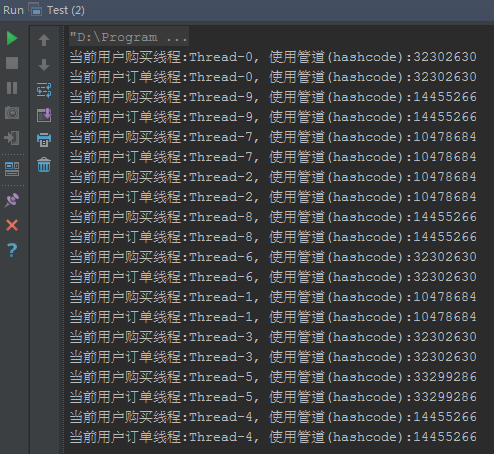 Run Test (2)
"D:\Program ...
当前用户购买线程:Thread-0, 使用管道(hashcode):32302630
当前用户订单线程:Thread-0, 使用管道(hashcode):32302630
当前用户购买线程:Thread-9, 使用管道(hashcode):14455266
当前用户订单线程:Thread-9, 使用管道(hashcode):14455266
当前用户购买线程:Thread-7, 使用管道(hashcode):10478684
当前用户订单线程:Thread-7, 使用管道(hashcode):10478684
当前用户购买线程:Thread-2, 使用管道(hashcode):10478684
当前用户订单线程:Thread-2, 使用管道(hashcode):10478684
当前用户购买线程:Thread-8, 使用管道(hashcode):14455266
当前用户订单线程:Thread-8, 使用管道(hashcode):14455266
当前用户购买线程:Thread-6, 使用管道(hashcode):32302630
当前用户订单线程:Thread-6, 使用管道(hashcode):32302630
当前用户购买线程:Thread-1, 使用管道(hashcode):10478684
当前用户订单线程:Thread-1, 使用管道(hashcode):10478684
当前用户购买线程:Thread-3, 使用管道(hashcode):32302630
当前用户订单线程:Thread-3, 使用管道(hashcode):32302630
当前用户购买线程:Thread-5, 使用管道(hashcode):33299286
当前用户订单线程:Thread-5, 使用管道(hashcode):33299286
当前用户购买线程:Thread-4, 使用管道(hashcode):14455266
当前用户订单线程:Thread-4, 使用管道(hashcode):14455266